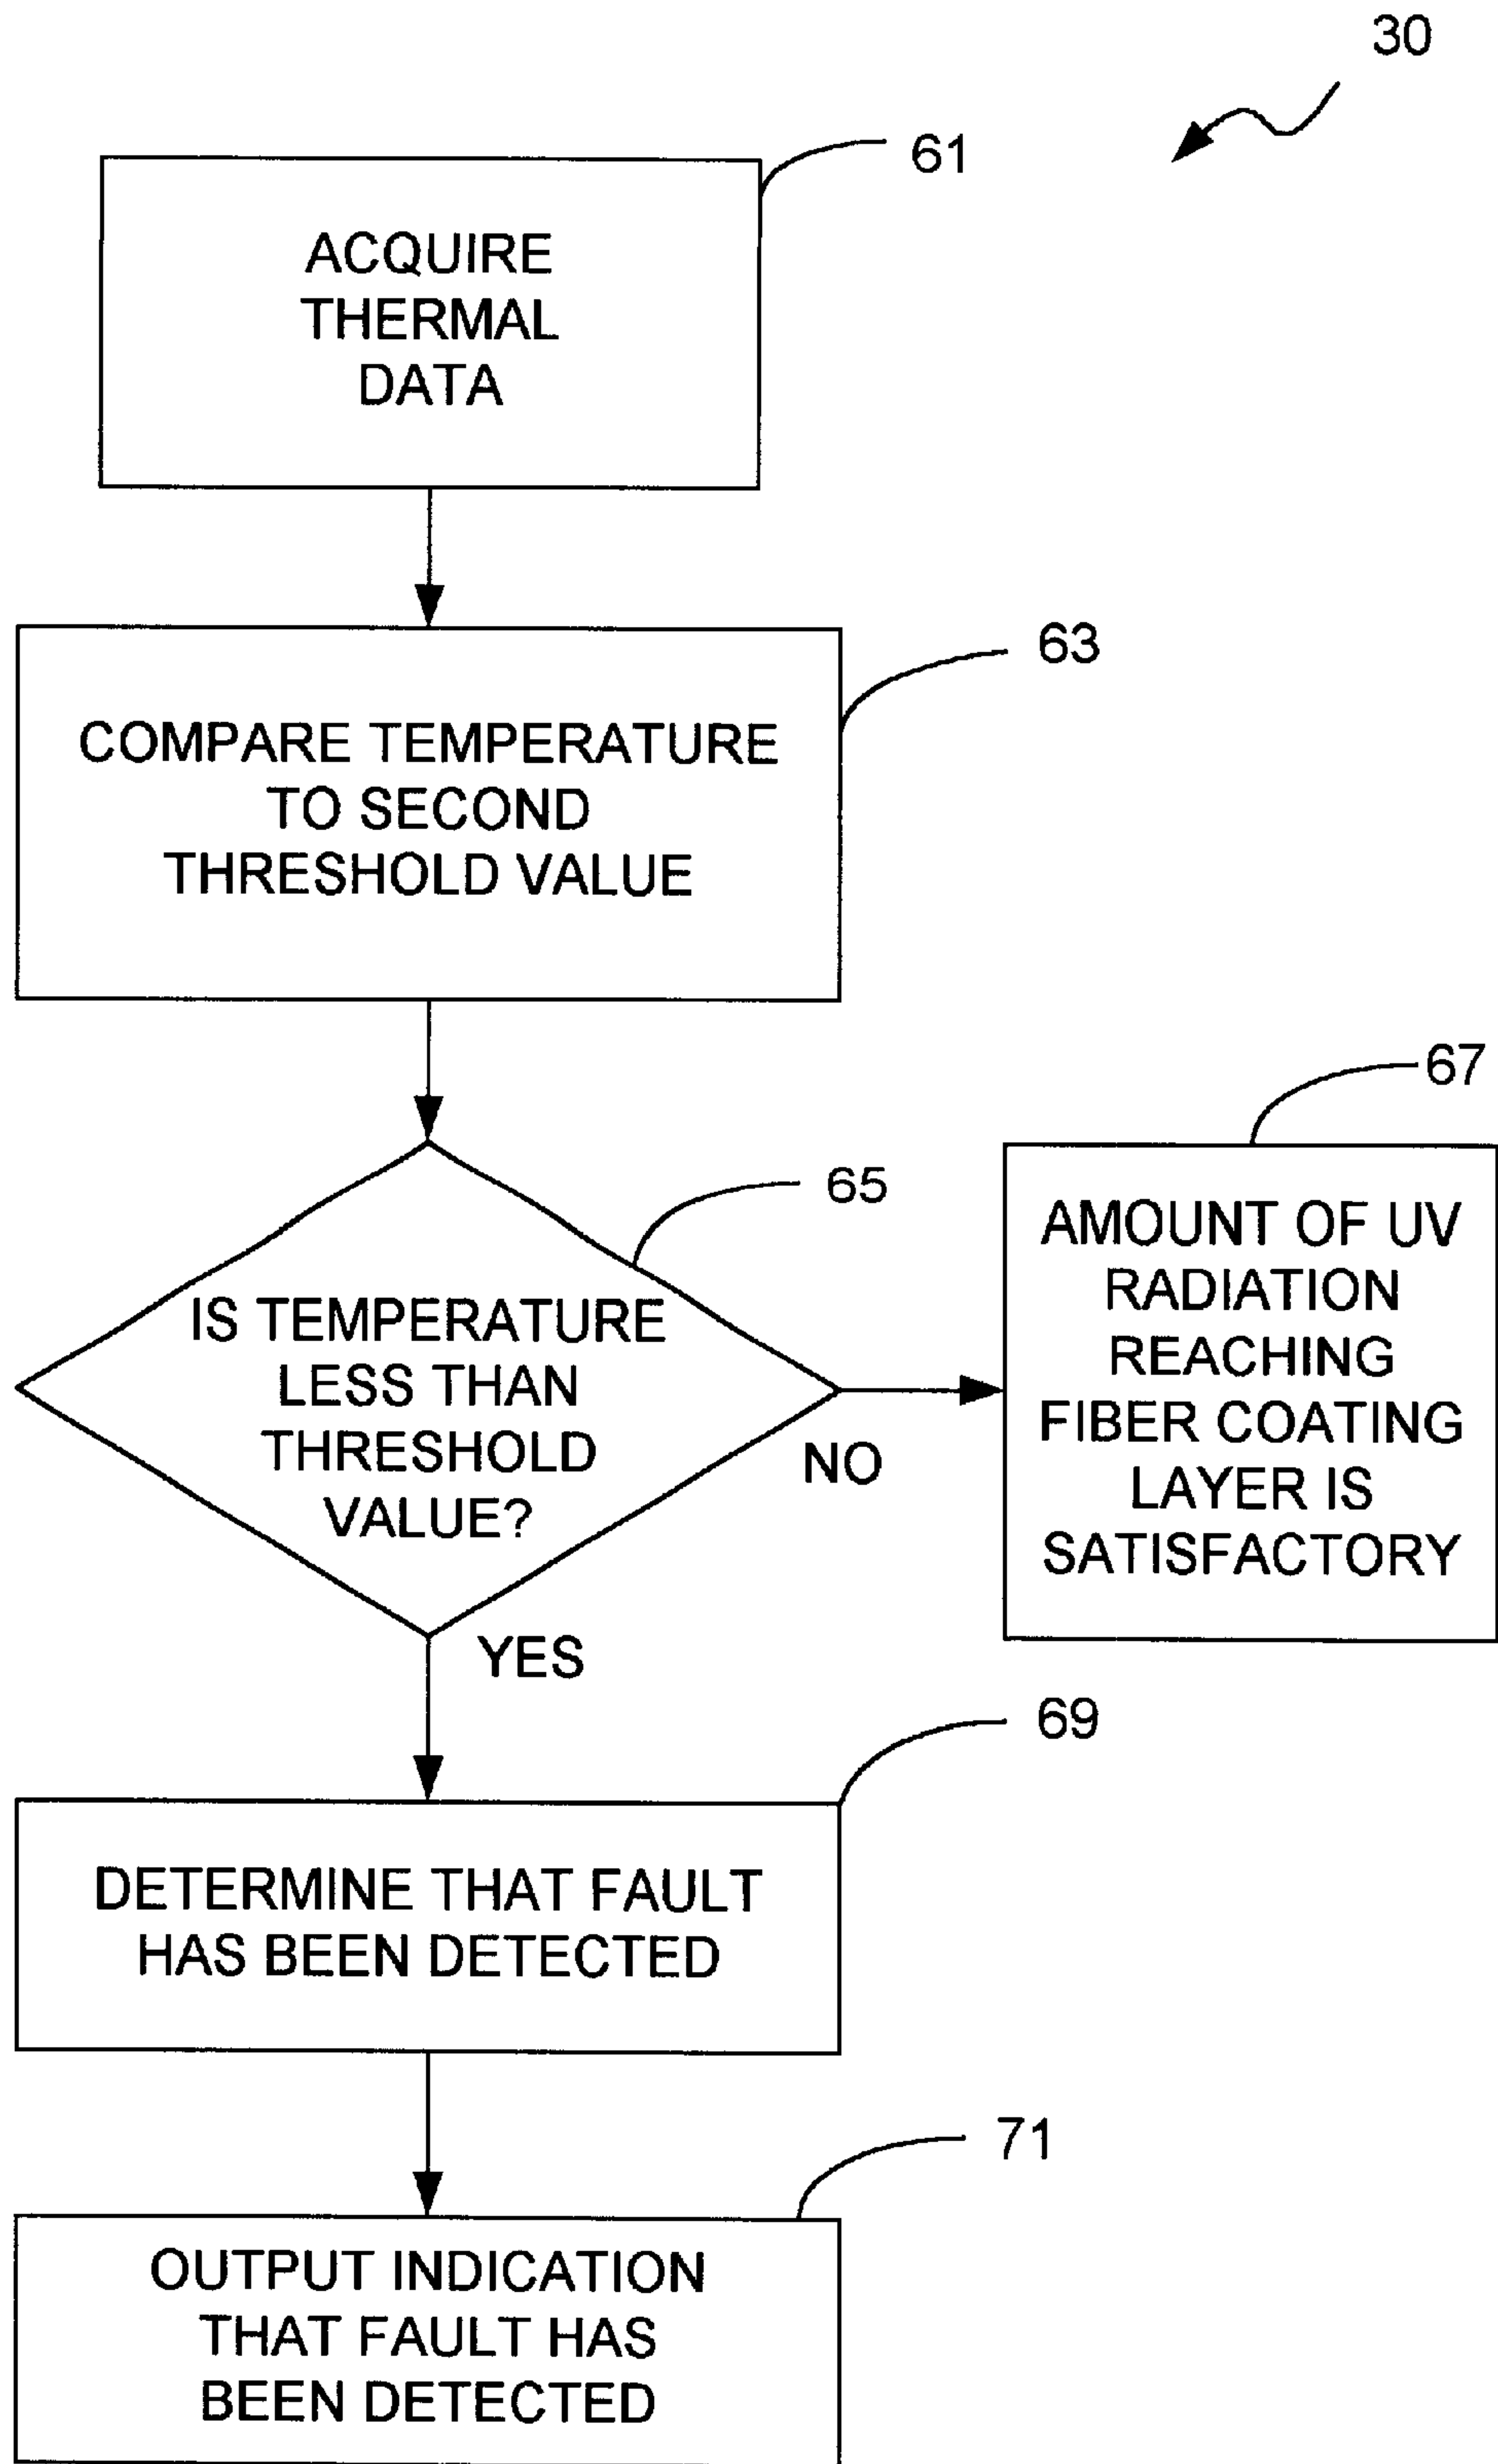 30
61
ACQUIRE
THERMAL
DATA
63
COMPARE TEMPERATURE
TO SECOND
THRESHOLD VALUE
67
65
IS TEMPERATURE
LESS THAN
THRESHOLD
VALUE?
NO
AMOUNT OF UV
RADIATION
REACHING
FIBER COATING
LAYER IS
SATISFACTORY
YES
69
DETERMINE THAT FAULT
HAS BEEN DETECTED
71
OUTPUT INDICATION
THAT FAULT HAS
BEEN DETECTED